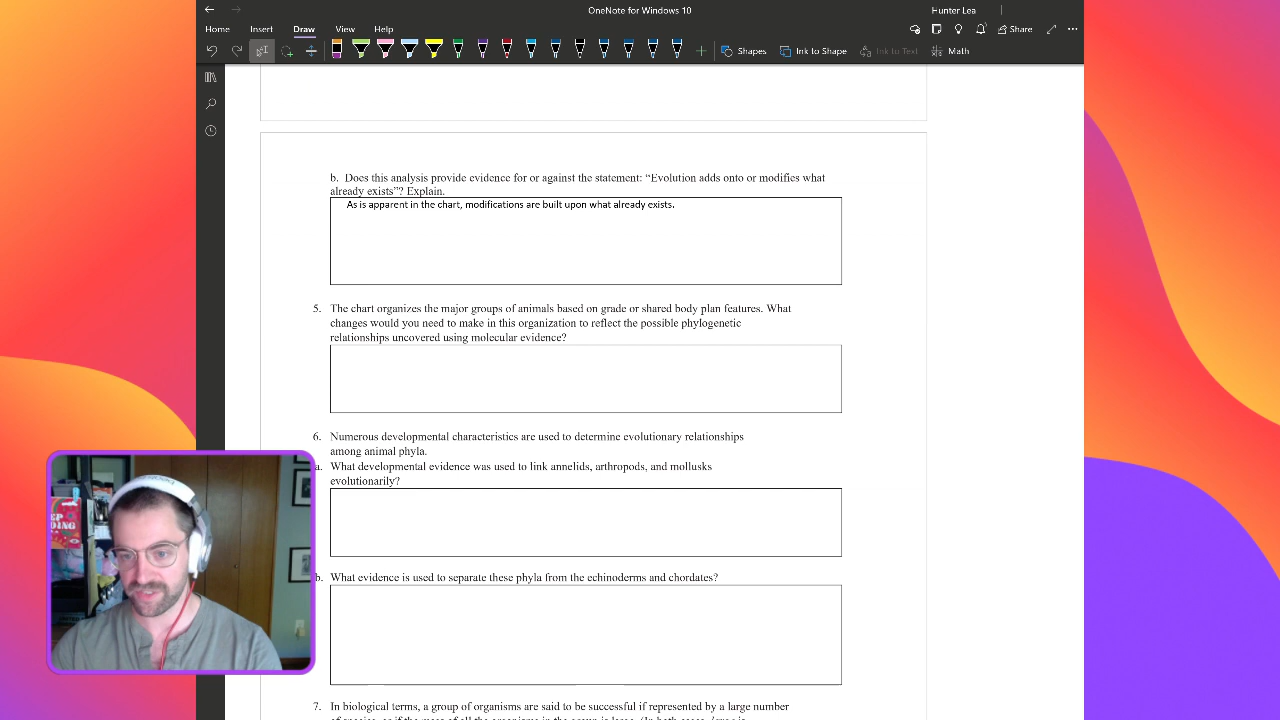 OneNote for Windows 10
Hunter Lea
Home Insert Draw View Help
Share
Shapes Ink to Shape Ink to Text Math
b. Does this analysis provide evidence for or against the statement: “Evolution adds onto or modifies what
already exists”? Explain.
As is apparent in the chart, modifications are built upon what already exists.
5. The chart organizes the major groups of animals based on grade or shared body plan features. What
changes would you need to make in this organization to reflect the possible phylogenetic
relationships uncovered using molecular evidence?
6. Numerous developmental characteristics are used to determine evolutionary relationships
among animal phyla.
a. What developmental evidence was used to link annelids, arthropods, and mollusks
evolutionarily?
b. What evidence is used to separate these phyla from the echinoderms and chordates?
7. In biological terms, a group of organisms are said to be successful if represented by a large number